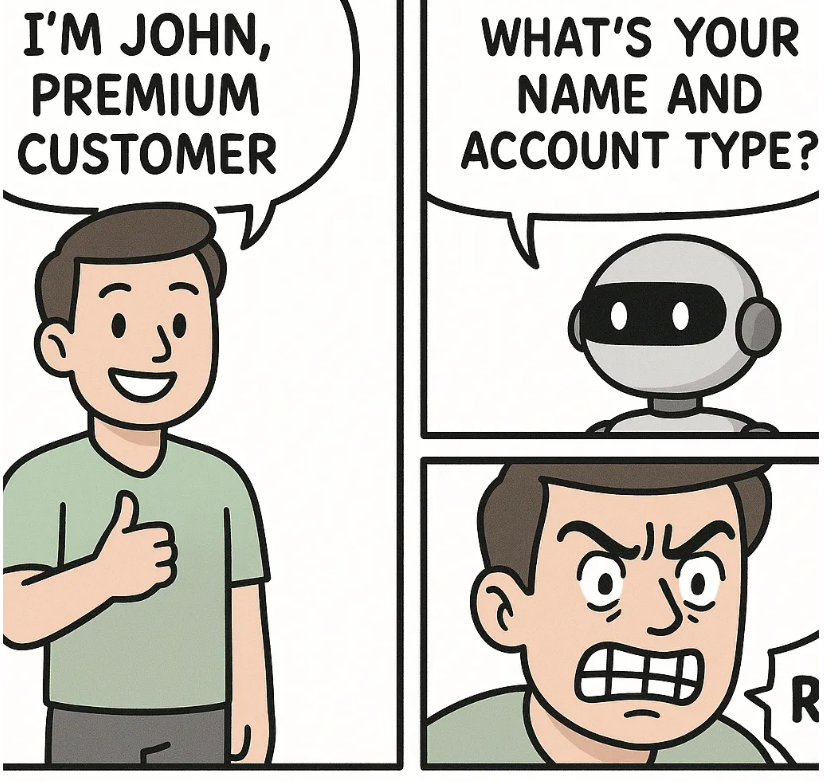 I'M JOHN,
PREMIUM
CUSTOMER
WHAT'S YOUR
NAME AND
ACCOUNT TYPE?